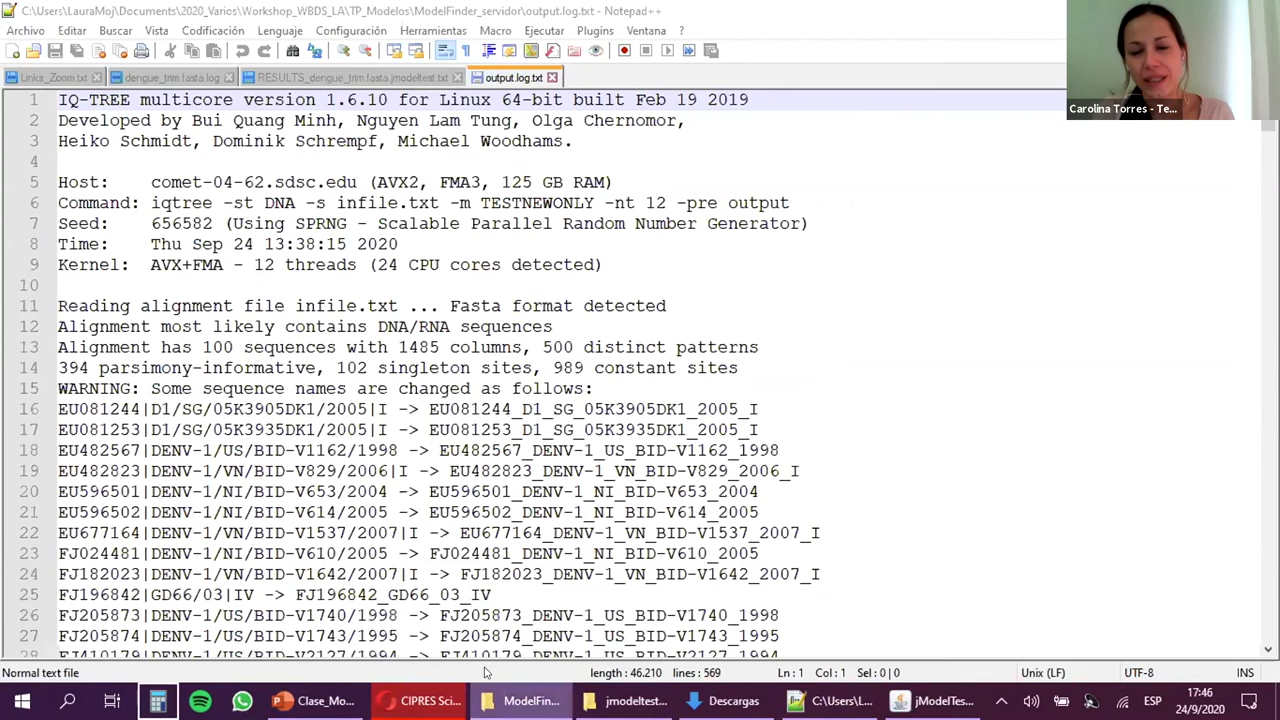 C:\Users\LauraMoj\Documents\2020_Varios\Workshop_WBDS_LA\TP_Modelos\ModelFinder_servidor\output.log.txt - Notepad++
Archivo Editar Buscar Vista Codificación Lenguaje Configuración Herramientas Macro Ejecutar Plugins Ventana ?
Links_Zoom.txt dengue_trim fasta.log RESULTS_dengue_trim.fasta.jmodeltest.txt output.log.txt
Carolina Torres - Te...
1 IQ-TREE multicore version 1.6.10 for Linux 64-bit built Feb 19 2019
2 Developed by Bui Quang Minh, Nguyen Lam Tung, Olga Chernomor,
3 Heiko Schmidt, Dominik Schrempf, Michael Woodhams.
4
5 Host: comet-04-62.sdsc.edu (AVX2, FMA3, 125 GB RAM)
6 Command: iqtree -st DNA -s infile.txt -m TESTNEWONLY -nt 12 -pre output
7 Seed: 656582 (Using SPRNG - Scalable Parallel Random Number Generator)
8 Time: Thu Sep 24 13:38:15 2020
9 Kernel: AVX+FMA - 12 threads (24 CPU cores detected)
10
11 Reading alignment file infile.txt ... Fasta format detected
12 Alignment most likely contains DNA/RNA sequences
13 Alignment has 100 sequences with 1485 columns, 500 distinct patterns
14 394 parsimony-informative, 102 singleton sites, 989 constant sites
15 WARNING: Some sequence names are changed as follows:
16 EU081244|D1/SG/05K3905DK1/2005|I -> EU081244_D1_SG_05K3905DK1_2005_I
17 EU081253|D1/SG/05K3935DK1/2005|I -> EU081253_D1_SG_05K3935DK1_2005_I
18 EU482567|DENV-1/US/BID-V1162/1998 -> EU482567_DENV-1_US_BID-V1162_1998
19 EU482823|DENV-1/VN/BID-V829/2006|I -> EU482823_DENV-1_VN_BID-V829_2006_I
20 EU596501|DENV-1/NI/BID-V653/2004 -> EU596501_DENV-1_NI_BID-V653_2004
21 EU596502|DENV-1/NI/BID-V614/2005 -> EU596502_DENV-1_NI_BID-V614_2005
22 EU677164|DENV-1/VN/BID-V1537/2007|I -> EU677164_DENV-1_VN_BID-V1537_2007_I
23 FJ024481|DENV-1/NI/BID-V610/2005 -> FJ024481_DENV-1_NI_BID-V610_2005
24 FJ182023|DENV-1/VN/BID-V1642/2007|I -> FJ182023_DENV-1_VN_BID-V1642_2007_I
25 FJ196842|GD66/03|IV -> FJ196842_GD66_03_IV
26 FJ205873|DENV-1/US/BID-V1740/1998 -> FJ205873_DENV-1_US_BID-V1740_1998
27 FJ205874|DENV-1/US/BID-V1743/1995 -> FJ205874_DENV-1_US_BID-V1743_1995
28 FJ410179|DENV-1/US/BID-V2127/1994 -> FJ410179_DENV-1_US_BID-V2127_1994
Normal text file length : 46.210 lines : 569 Ln : 1 Col : 1 Sel : 0 | 0 Unix (LF) UTF-8 INS
Clase_Mo... CIPRES Sci... ModelFin... jmodeltest... Descargas C:\Users\L... jModelTes... ESP 17:46
24/9/2020